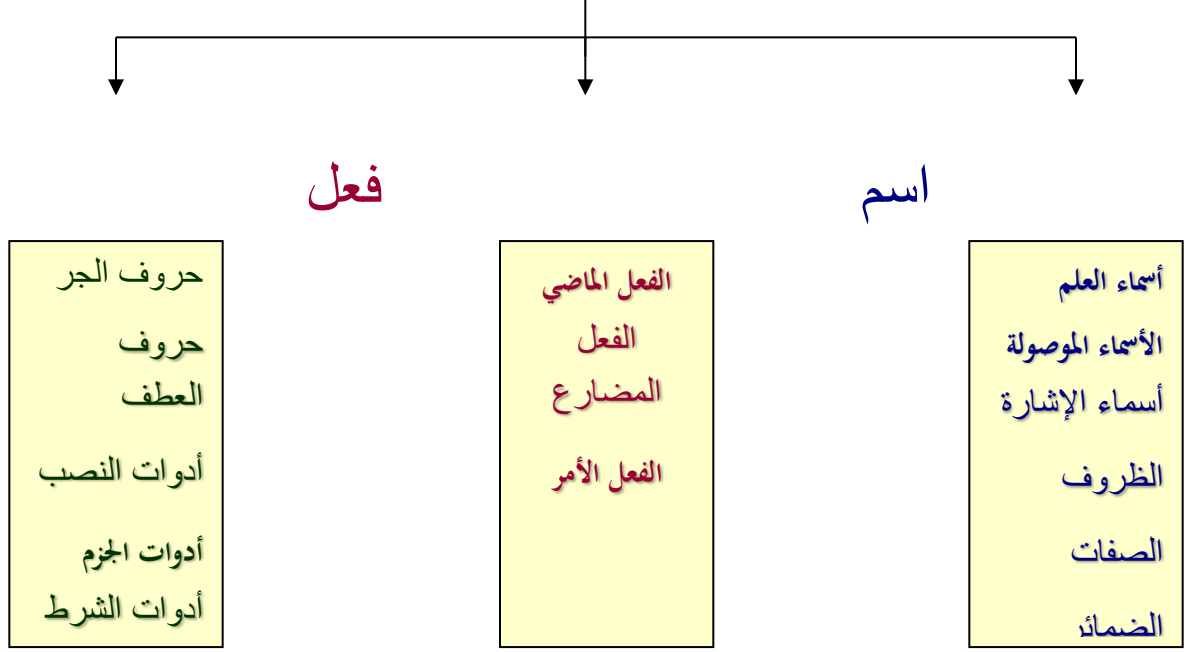 اسم
فعل
أسماء العلم
الأسماء الموصولة
أسماء الإشارة
الظروف
الصفات
الضمائر
الفعل الماضي
الفعل
المضارع
الفعل الأمر
حروف الجر
حروف
العطف
أدوات النصب
أدوات الجزم
أدوات الشرط